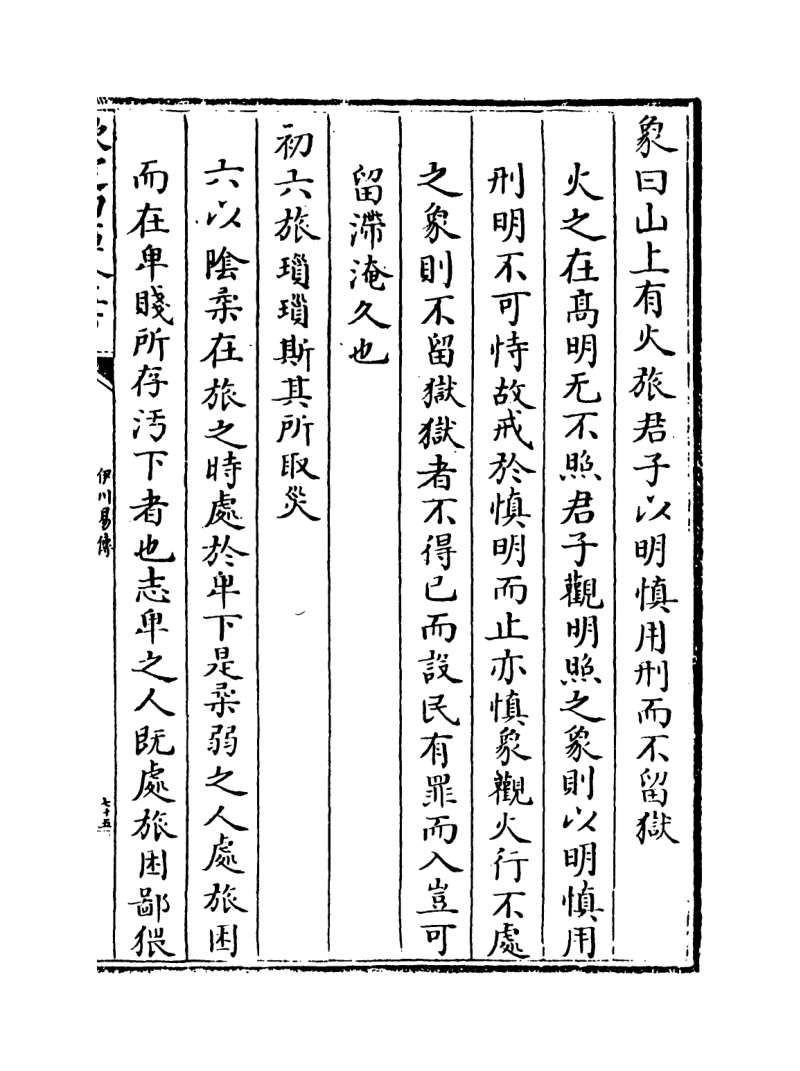 象曰山上有火旅君子以明慎用刑而不留獄
火之在髙明无不照君子觀明照之象則以明慎用
刑明不可恃故戒於慎明而止亦慎象觀火行不處
之象則不留獄獄者不得已而設民有罪而入豈可
留滯淹久也
初六旅瑣瑣斯其所取災
六以陰柔在旅之時處於卑下是柔弱之人處旅困
而在卑賤所存汚下者也志卑之人既處旅困鄙猥
伊川易傳
七十五